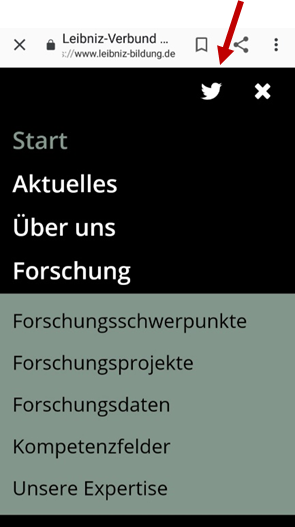 Leibniz-Verbund ...
://www.leibniz-bildung.de
Start
Aktuelles
Über uns
Forschung
Forschungsschwerpunkte
Forschungsprojekte
Forschungsdaten
Kompetenzfelder
Unsere Expertise